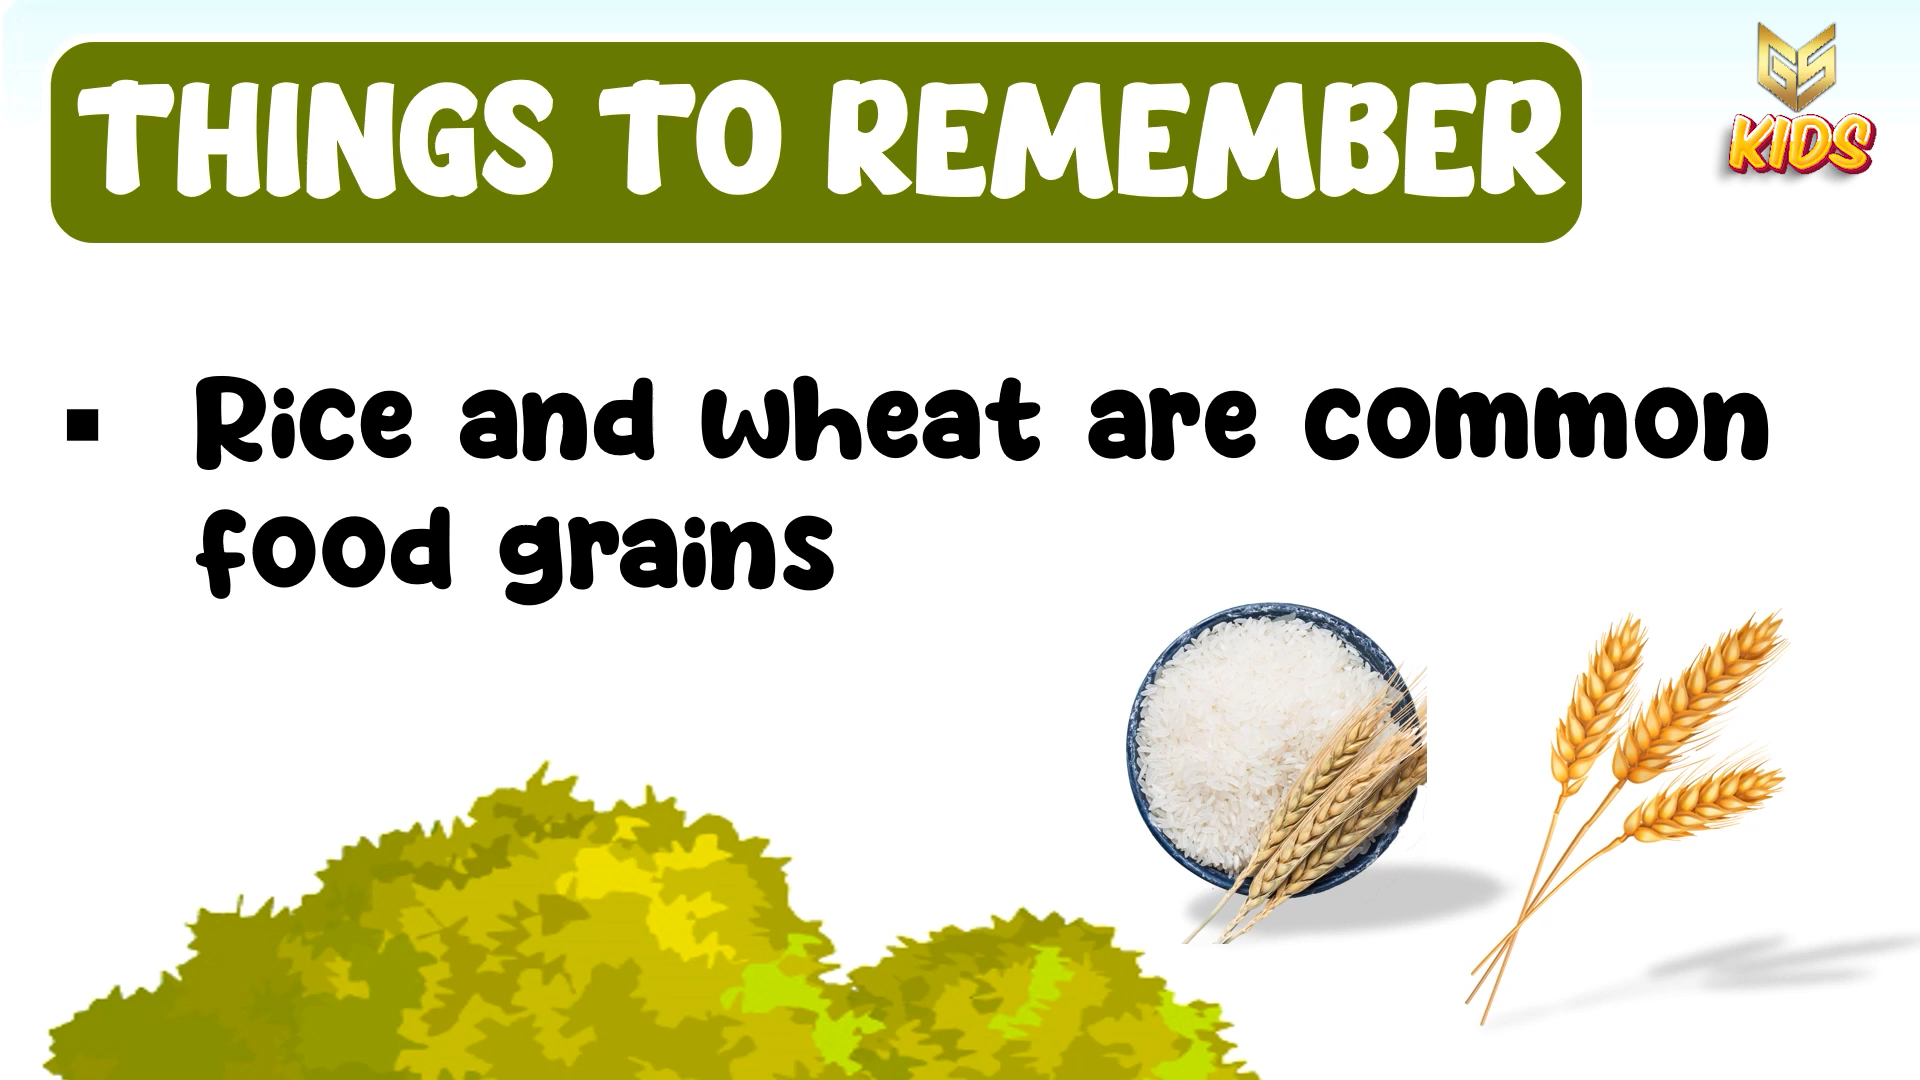 THINGS TO REMEMBER
GS
KIDS
▪ Rice and wheat are common
food grains